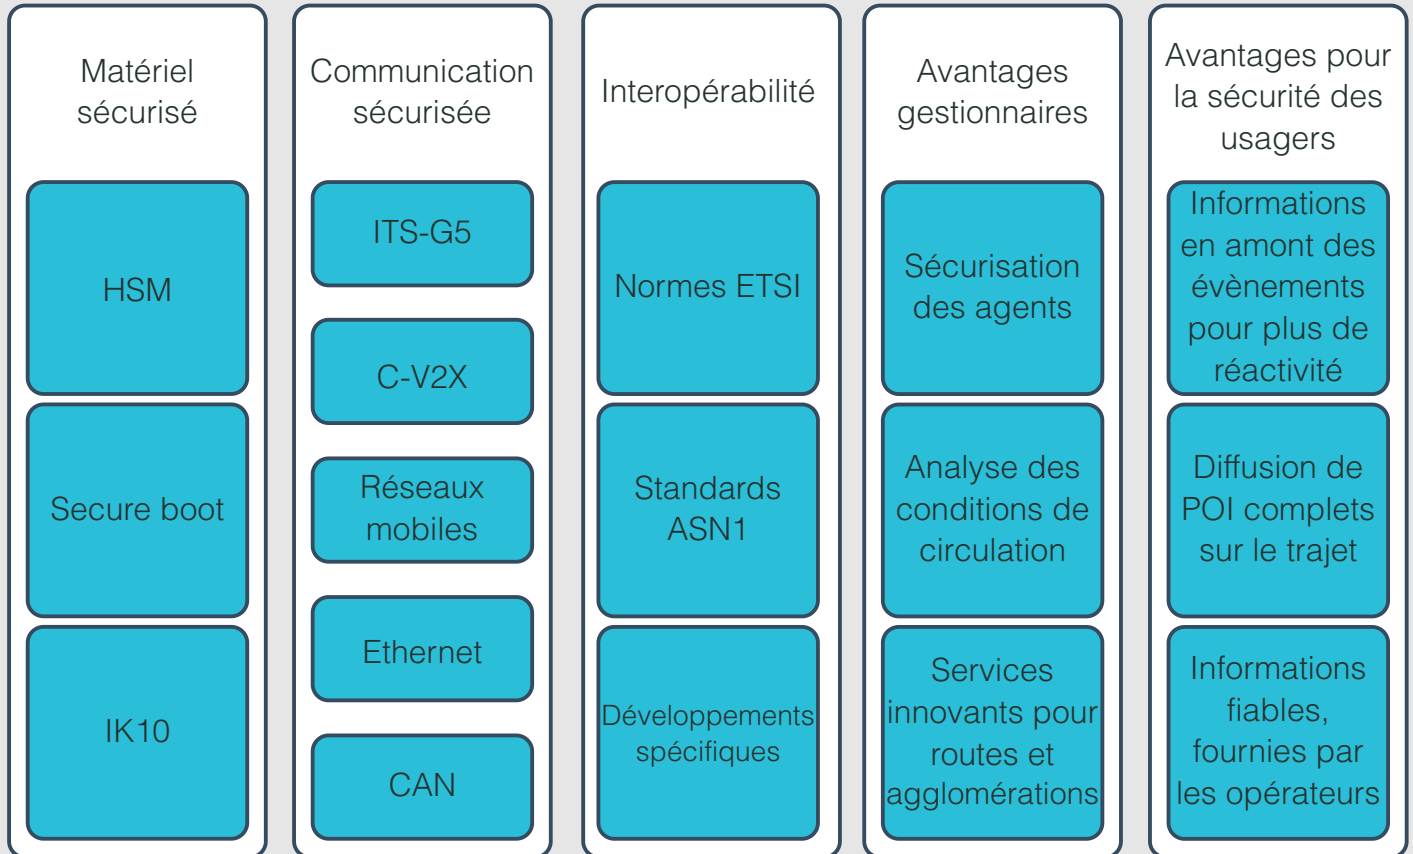 Matériel
sécurisé
HSM
Secure boot
IK10
Communication
sécurisée
ITS-G5
C-V2X
Réseaux
mobiles
Ethernet
CAN
Interopérabilité
Normes ETSI
Standards
ASN1
Développements
spécifiques
Avantages
gestionnaires
Sécurisation
des agents
Analyse des
conditions de
circulation
Services
innovants pour
routes et
agglomérations
Avantages pour
la sécurité des
usagers
Informations
en amont des
évènements
pour plus de
réactivité
Diffusion de
POI complets
sur le trajet
Informations
fiables,
fournies par
les opérateurs